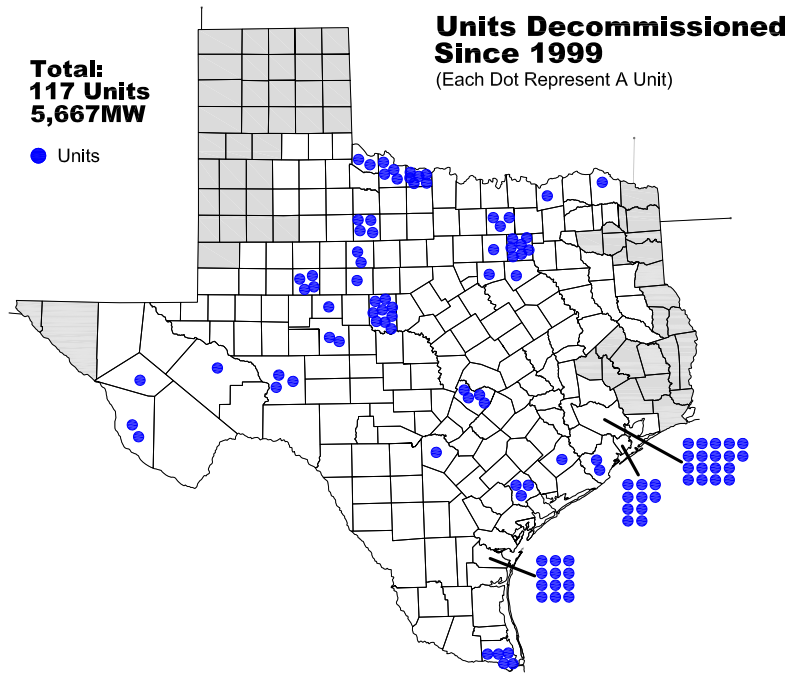 Units Decommissioned
Since 1999
(Each Dot Represent A Unit)
Total:
117 Units
5,667MW
Units